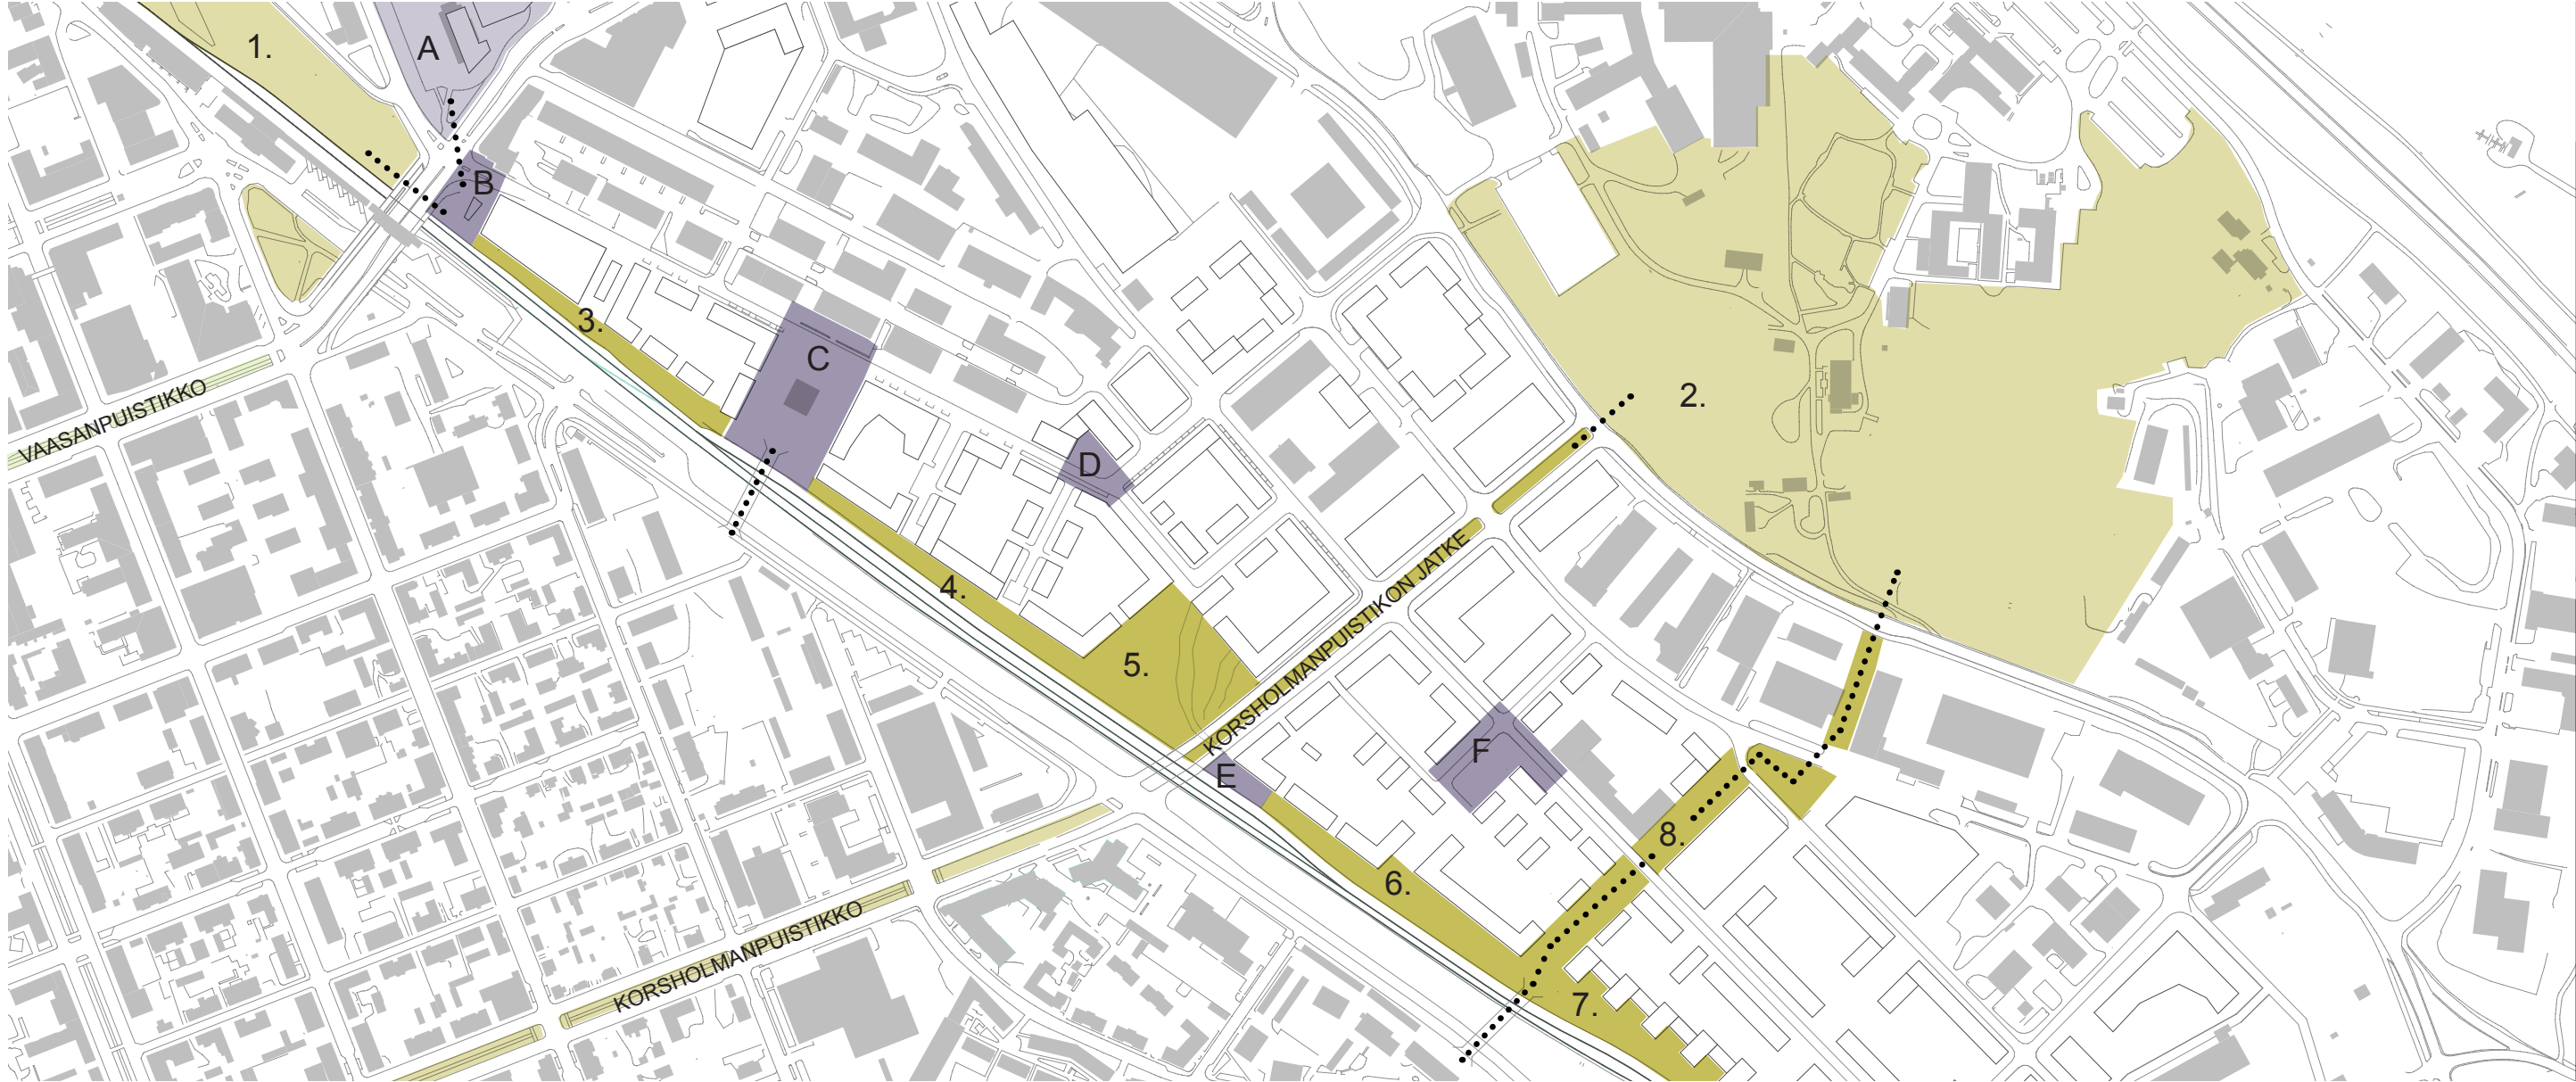 1.
A
B
2.
3.
C
VAASANPUISTIKKO
D
4.
5.
KORSHOLMANPUISTIKON JATKE
E
F
8.
6.
KORSHOLMANPUISTIKKO
7.